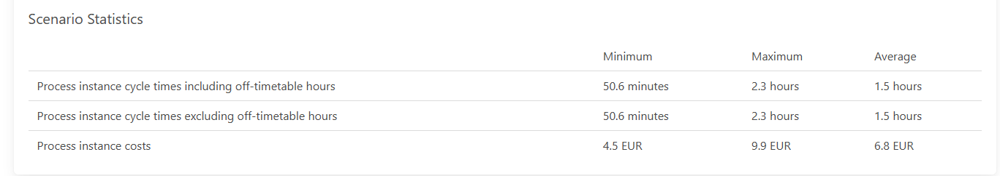 Scenario Statistics
Minimum Maximum Average
Process instance cycle times including off-timetable hours 50.6 minutes 2.3 hours 1.5 hours
Process instance cycle times excluding off-timetable hours 50.6 minutes 2.3 hours 1.5 hours
Process instance costs 4.5 EUR 9.9 EUR 6.8 EUR